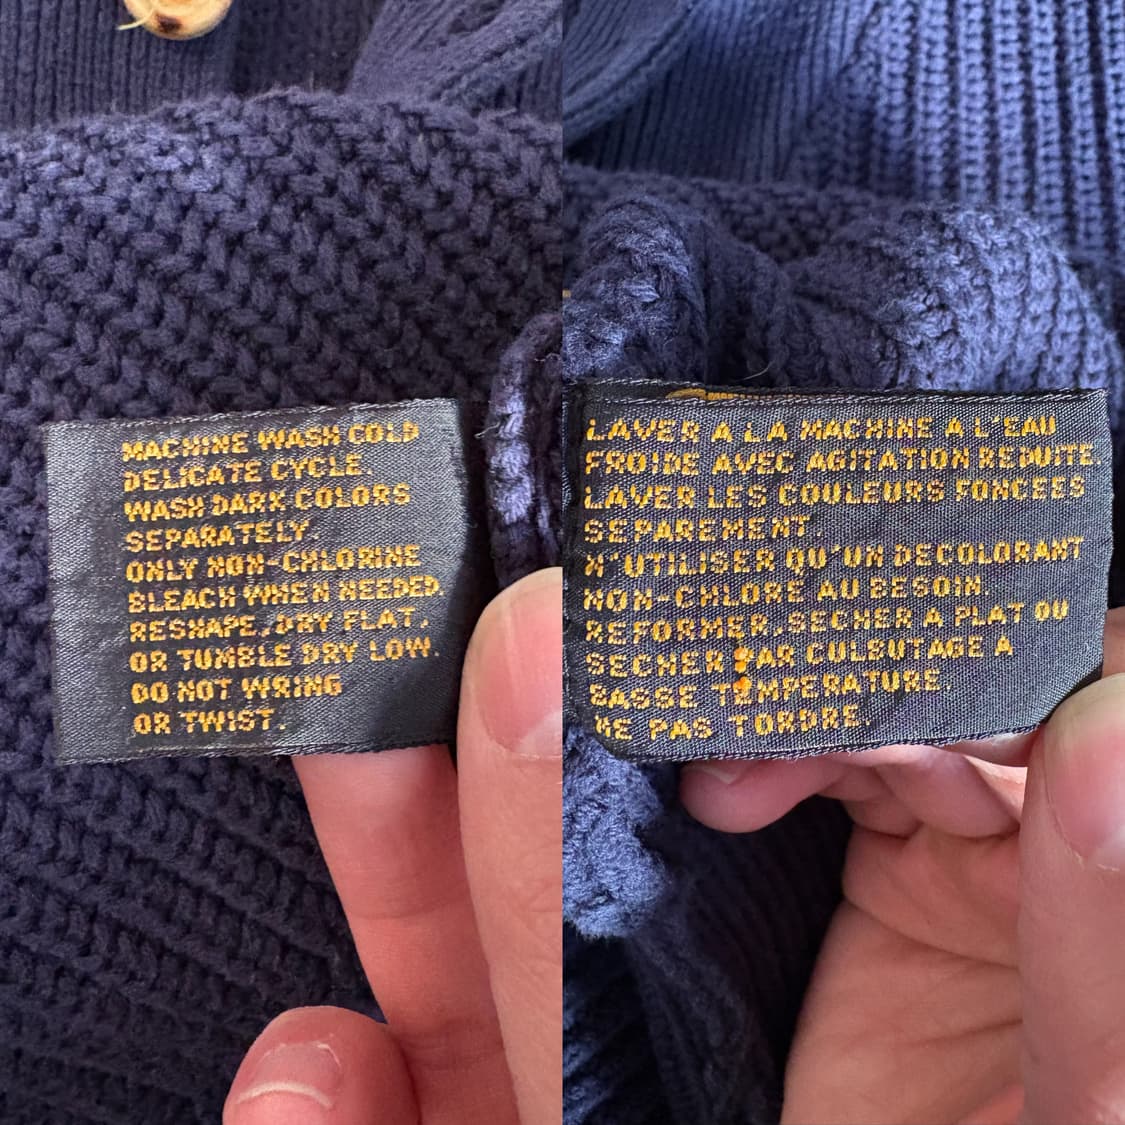 MACHINE WASH COLD
DELICATE CYCLE.
WASH DARK COLORS
SEPARATELY.
ONLY NON-CHLORINE
BLEACH WHEN NEEDED.
RESHAPE, DRY FLAT,
OR TUMBLE DRY LOW.
DO NOT WRING
OR TWIST.
LAVER A LA MACHINE A L'EAU
FROIDE AVEC AGITATION REDUITE.
LAVER LES COULEURS FONCEES
SEPAREMENT.
N'UTILISER QU'UN DECOLORANT
NON-CHLORE AU BESOIN.
REFORMER, SECHER A PLAT OU
SECHER PAR CULBUTAGE A
BASSE TEMPERATURE.
NE PAS TORDRE.